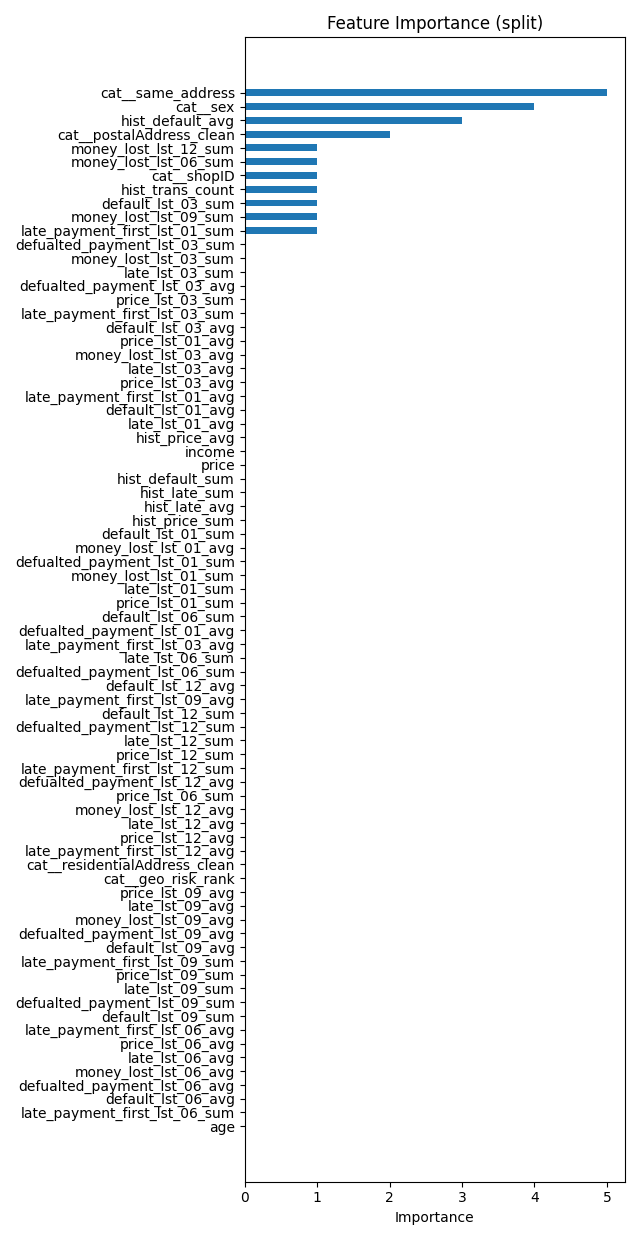 Feature Importance (split)
cat__same_address
cat__sex
hist_default_avg
cat__postalAddress_clean
money_lost_lst_12_sum
money_lost_lst_06_sum
cat__shopID
hist_trans_count
default_lst_03_sum
money_lost_lst_09_sum
late_payment_first_lst_01_sum
defualted_payment_lst_03_sum
money_lost_lst_03_sum
late_lst_03_sum
defualted_payment_lst_03_avg
price_lst_03_sum
late_payment_first_lst_03_sum
default_lst_03_avg
price_lst_01_avg
money_lost_lst_03_avg
late_lst_03_avg
price_lst_03_avg
late_payment_first_lst_01_avg
default_lst_01_avg
late_lst_01_avg
hist_price_avg
income
price
hist_default_sum
hist_late_sum
hist_late_avg
hist_price_sum
default_lst_01_sum
money_lost_lst_01_avg
defualted_payment_lst_01_sum
money_lost_lst_01_sum
late_lst_01_sum
price_lst_01_sum
default_lst_06_sum
defualted_payment_lst_01_avg
late_payment_first_lst_03_avg
late_lst_06_sum
defualted_payment_lst_06_sum
default_lst_12_avg
late_payment_first_lst_09_avg
default_lst_12_sum
defualted_payment_lst_12_sum
late_lst_12_sum
price_lst_12_sum
late_payment_first_lst_12_sum
defualted_payment_lst_12_avg
price_lst_06_sum
money_lost_lst_12_avg
late_lst_12_avg
price_lst_12_avg
late_payment_first_lst_12_avg
cat__residentialAddress_clean
cat__geo_risk_rank
price_lst_09_avg
late_lst_09_avg
money_lost_lst_09_avg
defualted_payment_lst_09_avg
default_lst_09_avg
late_payment_first_lst_09_sum
price_lst_09_sum
late_lst_09_sum
defualted_payment_lst_09_sum
default_lst_09_sum
late_payment_first_lst_06_avg
price_lst_06_avg
late_lst_06_avg
money_lost_lst_06_avg
defualted_payment_lst_06_avg
default_lst_06_avg
late_payment_first_lst_06_sum
age
0 1 2 3 4 5
Importance